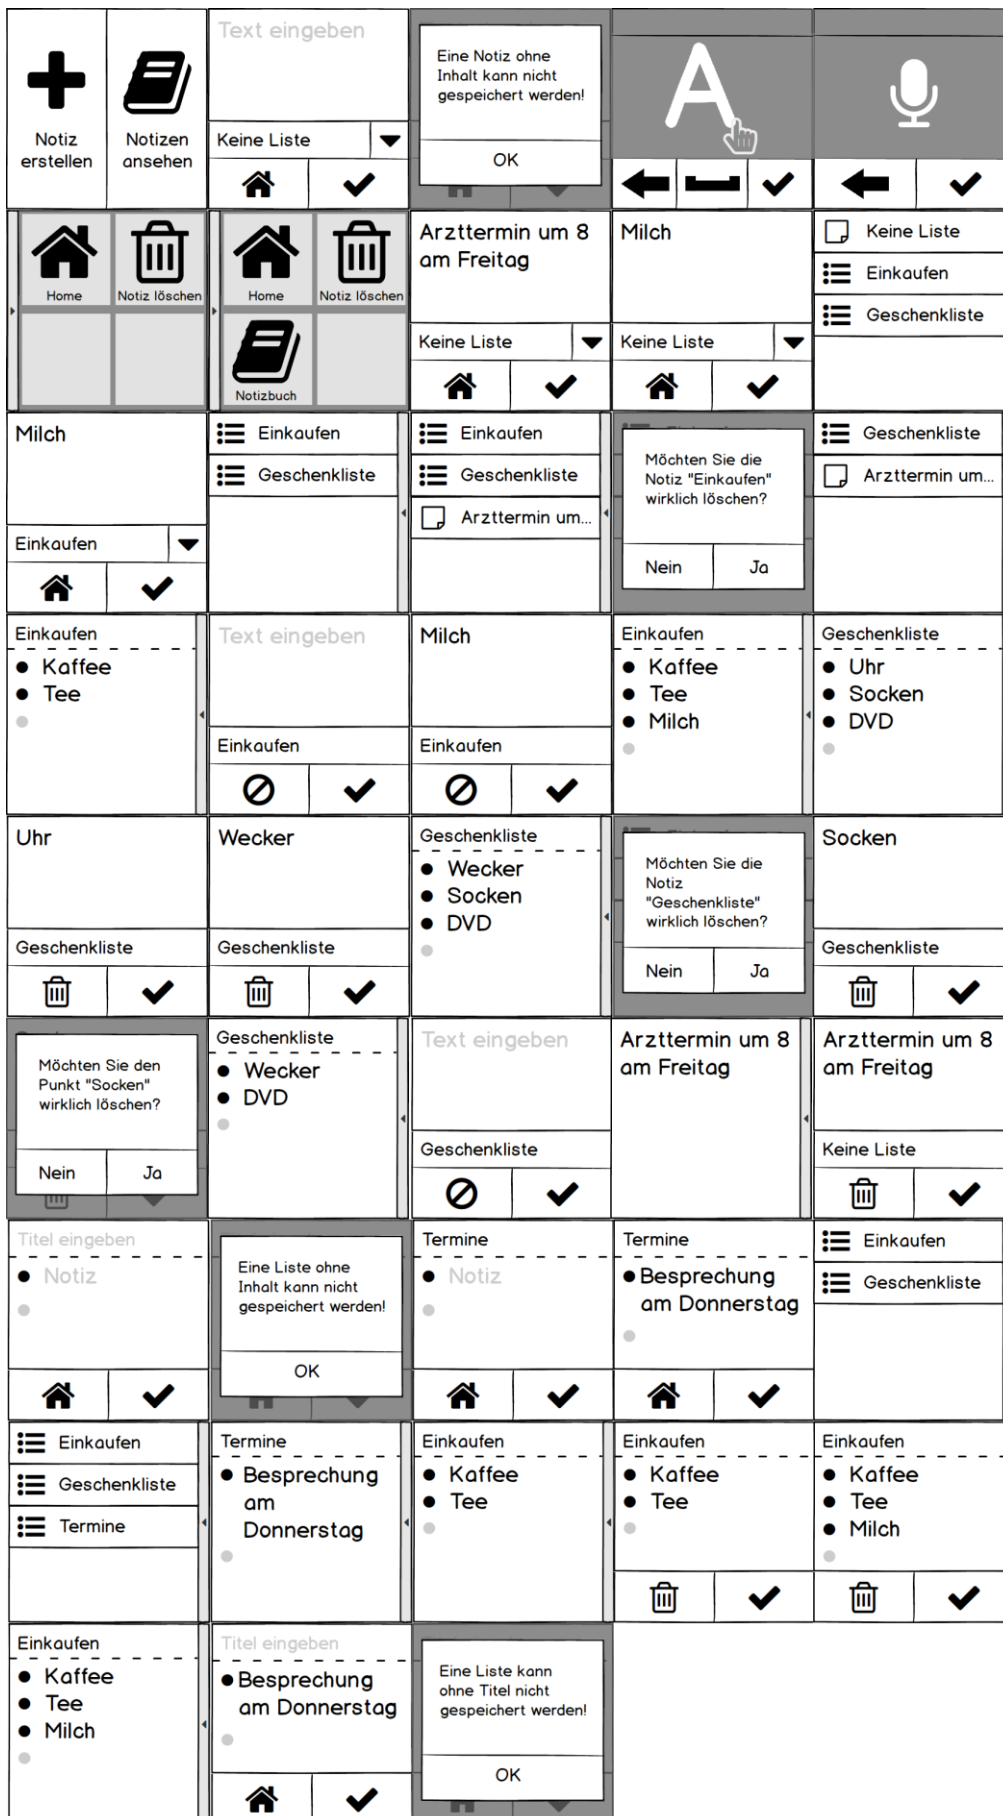 Notiz
erstellen
Notizen
ansehen
Text eingeben
Keine Liste
Eine Notiz ohne
Inhalt kann nicht
gespeichert werden!
OK
A
Home
Notiz löschen
Home
Notiz löschen
Notizbuch
Arzttermin um 8
am Freitag
Keine Liste
Milch
Keine Liste
Keine Liste
Einkaufen
Geschenkliste
Milch
Einkaufen
Einkaufen
Geschenkliste
Einkaufen
Geschenkliste
Arzttermin um...
Möchten Sie die
Notiz "Einkaufen"
wirklich löschen?
Nein
Ja
Geschenkliste
Arzttermin um...
Einkaufen
Kaffee
Tee
Text eingeben
Einkaufen
Milch
Einkaufen
Einkaufen
Kaffee
Tee
Milch
Geschenkliste
Uhr
Socken
DVD
Uhr
Geschenkliste
Wecker
Geschenkliste
Geschenkliste
Wecker
Socken
DVD
Möchten Sie die
Notiz
"Geschenkliste"
wirklich löschen?
Nein
Ja
Socken
Geschenkliste
Möchten Sie den
Punkt "Socken"
wirklich löschen?
Nein
Ja
Geschenkliste
Wecker
DVD
Text eingeben
Geschenkliste
Arzttermin um 8
am Freitag
Arzttermin um 8
am Freitag
Keine Liste
Titel eingeben
Notiz
Eine Liste ohne
Inhalt kann nicht
gespeichert werden!
OK
Termine
Notiz
Termine
Besprechung
am Donnerstag
Einkaufen
Geschenkliste
Einkaufen
Geschenkliste
Termine
Termine
Besprechung
am
Donnerstag
Einkaufen
Kaffee
Tee
Einkaufen
Kaffee
Tee
Einkaufen
Kaffee
Tee
Milch
Einkaufen
Kaffee
Tee
Milch
Titel eingeben
Besprechung
am Donnerstag
Eine Liste kann
ohne Titel nicht
gespeichert werden!
OK